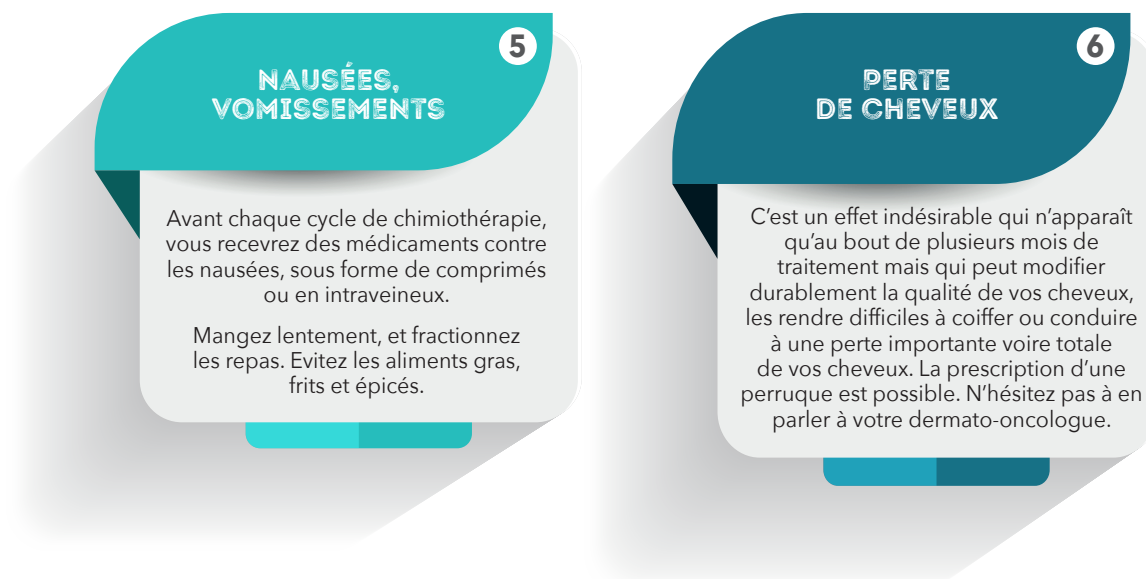 5
NAUSÉES,
VOMISSEMENTS
Avant chaque cycle de chimiothérapie,
vous recevrez des médicaments contre
les nausées, sous forme de comprimés
ou en intraveineux.
Mangez lentement, et fractionnez
les repas. Evitez les aliments gras,
frits et épicés.
6
PERTE
DE CHEVEUX
C’est un effet indésirable qui n’apparaît
qu’au bout de plusieurs mois de
traitement mais qui peut modifier
durablement la qualité de vos cheveux,
les rendre difficiles à coiffer ou conduire
à une perte importante voire totale
de vos cheveux. La prescription d’une
perruque est possible. N’hésitez pas à en
parler à votre dermato-oncologue.